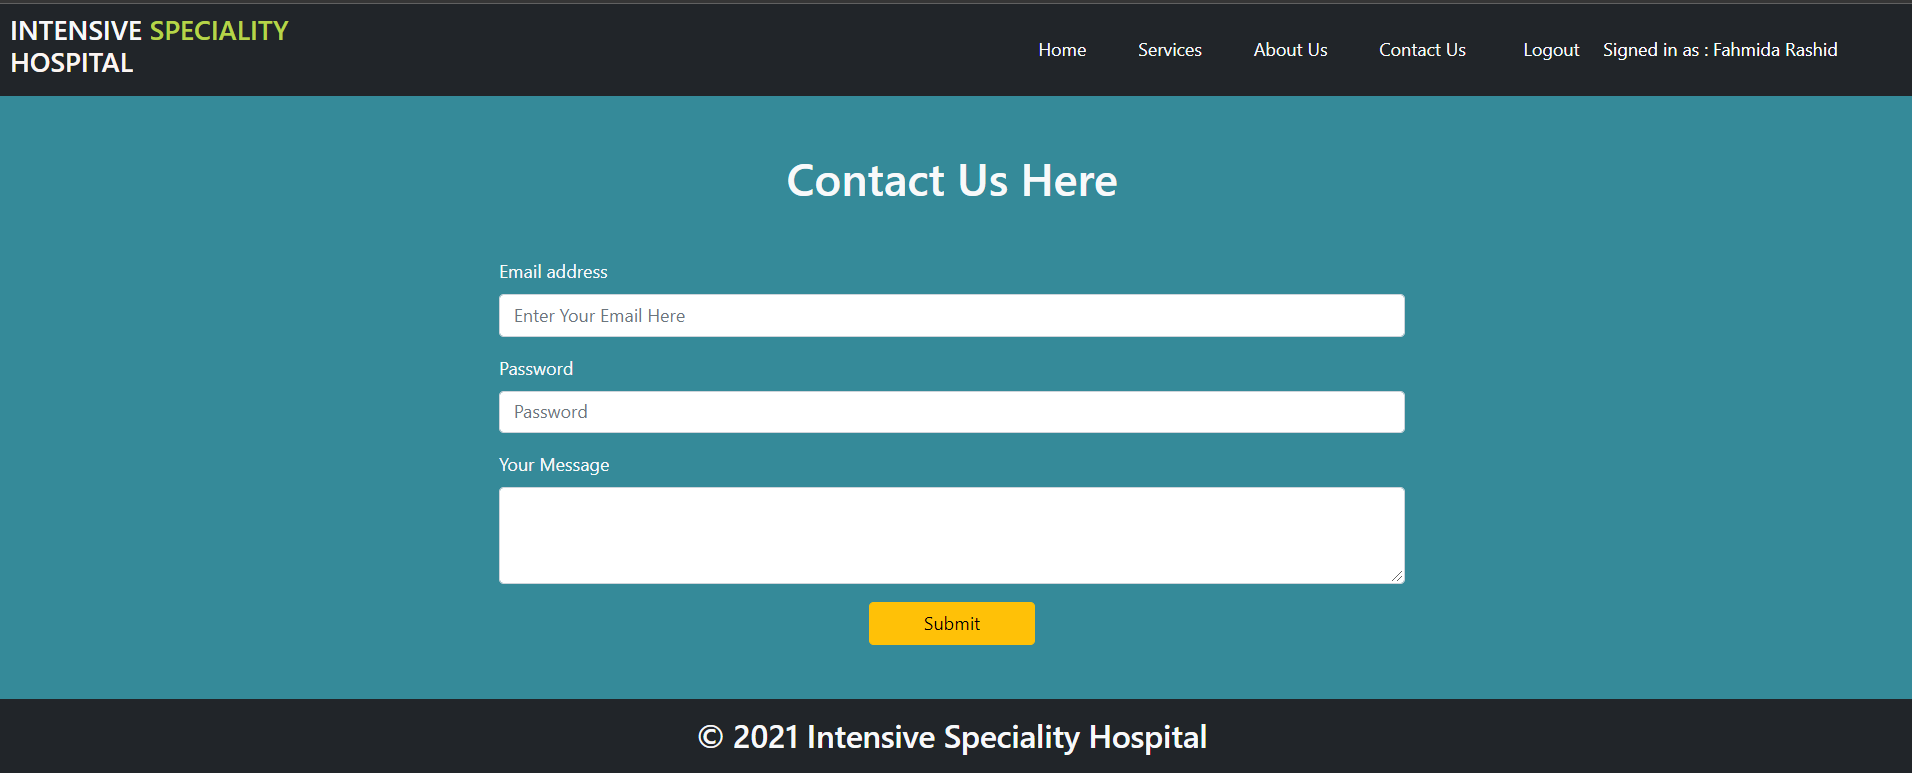 INTENSIVE SPECIALITY
HOSPITAL
Home Services About Us Contact Us Logout Signed in as : Fahmida Rashid
Contact Us Here
Email address
Enter Your Email Here
Password
Password
Your Message
Submit
© 2021 Intensive Speciality Hospital